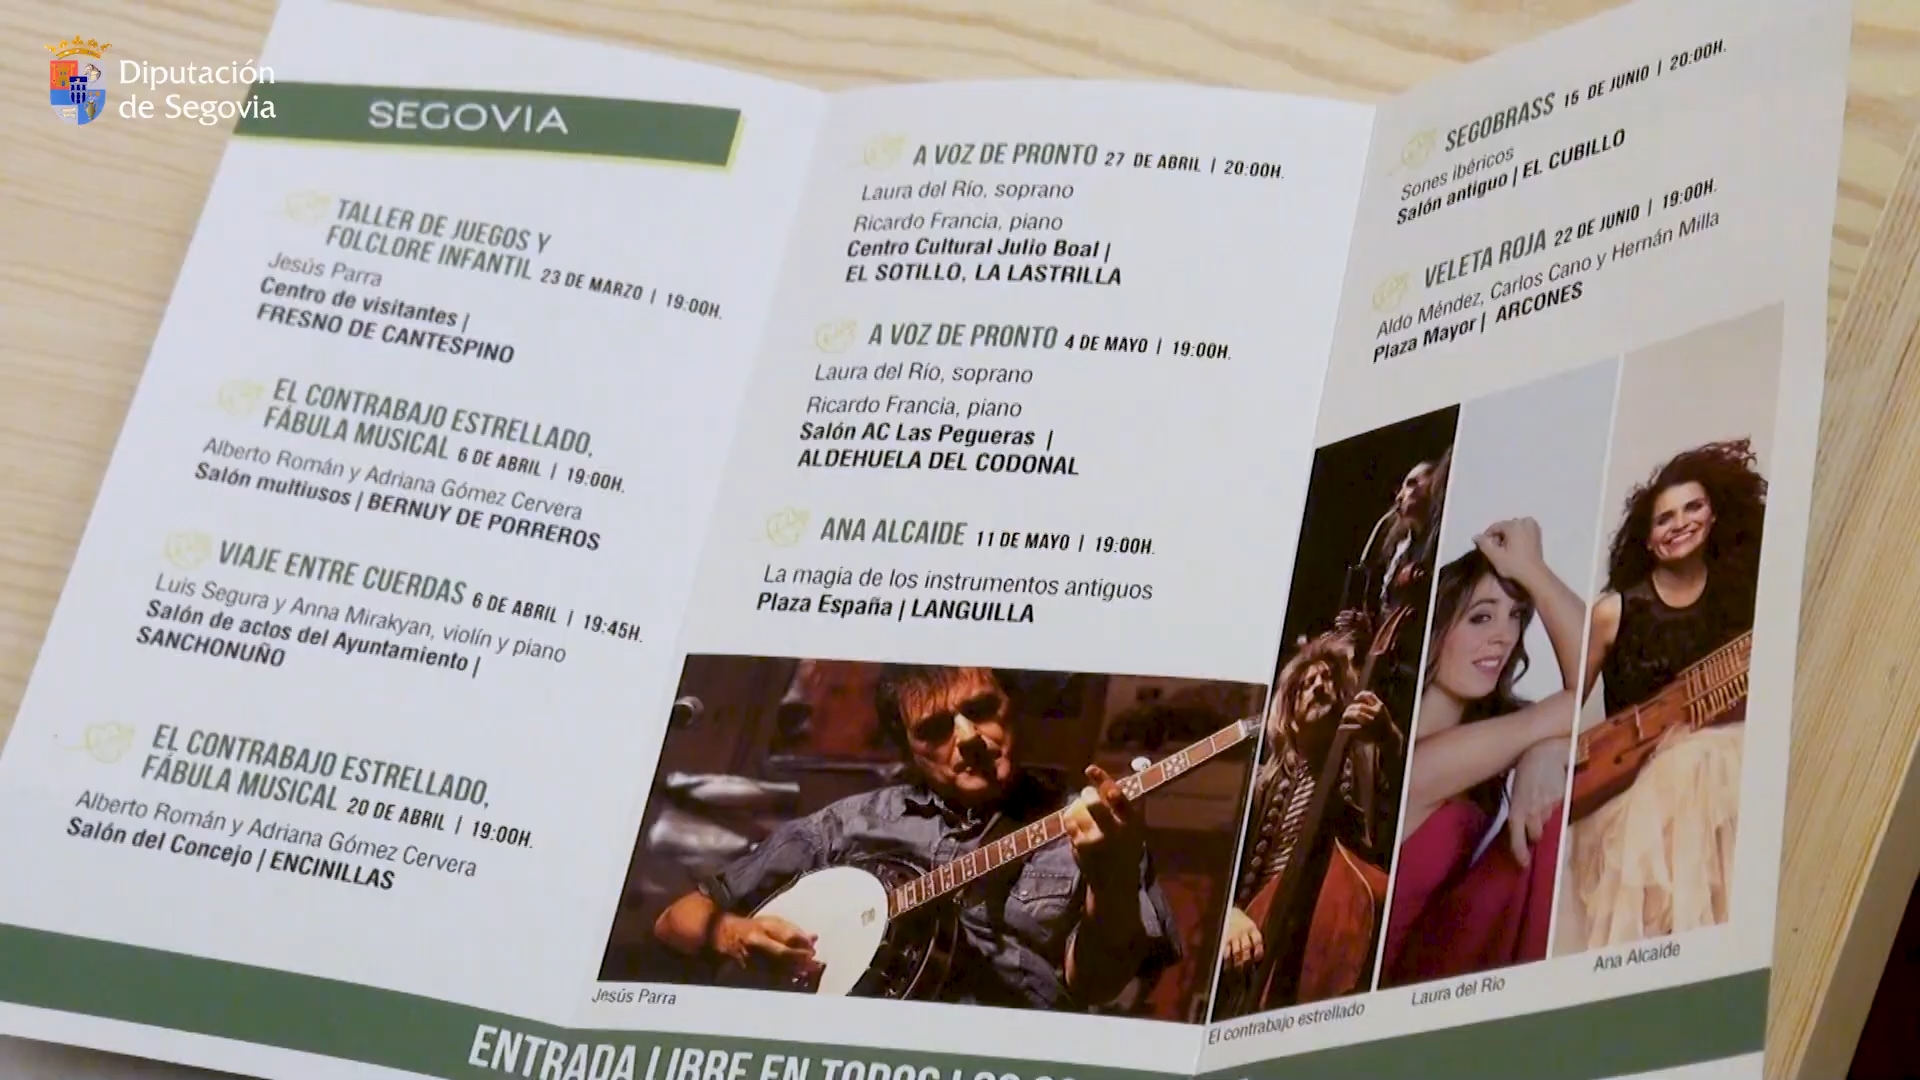 Diputación
de Segovia
SEGOVIA
TALLER DE JUEGOS Y
FOLCLORE INFANTIL 23 DE MARZO | 19:00H.
Jesús Parra
Centro de visitantes |
FRESNO DE CANTESPINO
EL CONTRABAJO ESTRELLADO,
FÁBULA MUSICAL 6 DE ABRIL | 19:00H.
Alberto Román y Adriana Gómez Cervera
Salón multiusos | BERNUY DE PORREROS
VIAJE ENTRE CUERDAS 6 DE ABRIL | 19:45H.
Luis Segura y Anna Mirakyan, violín y piano
Salón de actos del Ayuntamiento |
SANCHONUÑO
EL CONTRABAJO ESTRELLADO,
FÁBULA MUSICAL 20 DE ABRIL | 19:00H.
Alberto Román y Adriana Gómez Cervera
Salón del Concejo | ENCINILLAS
A VOZ DE PRONTO 27 DE ABRIL | 20:00H.
Laura del Río, soprano
Ricardo Francia, piano
Centro Cultural Julio Boal |
EL SOTILLO, LA LASTRILLA
A VOZ DE PRONTO 4 DE MAYO | 19:00H.
Laura del Río, soprano
Ricardo Francia, piano
Salón AC Las Pegueras |
ALDEHUELA DEL CODONAL
ANA ALCAIDE 11 DE MAYO | 19:00H.
La magia de los instrumentos antiguos
Plaza España | LANGUILLA
Jesús Parra
SEGOBRASS 15 DE JUNIO | 20:00H.
Sones ibéricos
Salón antiguo | EL CUBILLO
VELETA ROJA 22 DE JUNIO | 19:00H.
Aldo Méndez, Carlos Cano y Hernán Milla
Plaza Mayor | ARCONES
El contrabajo estrellado
Laura del Río
Ana Alcaide
ENTRADA LIBRE EN TODOS LOS